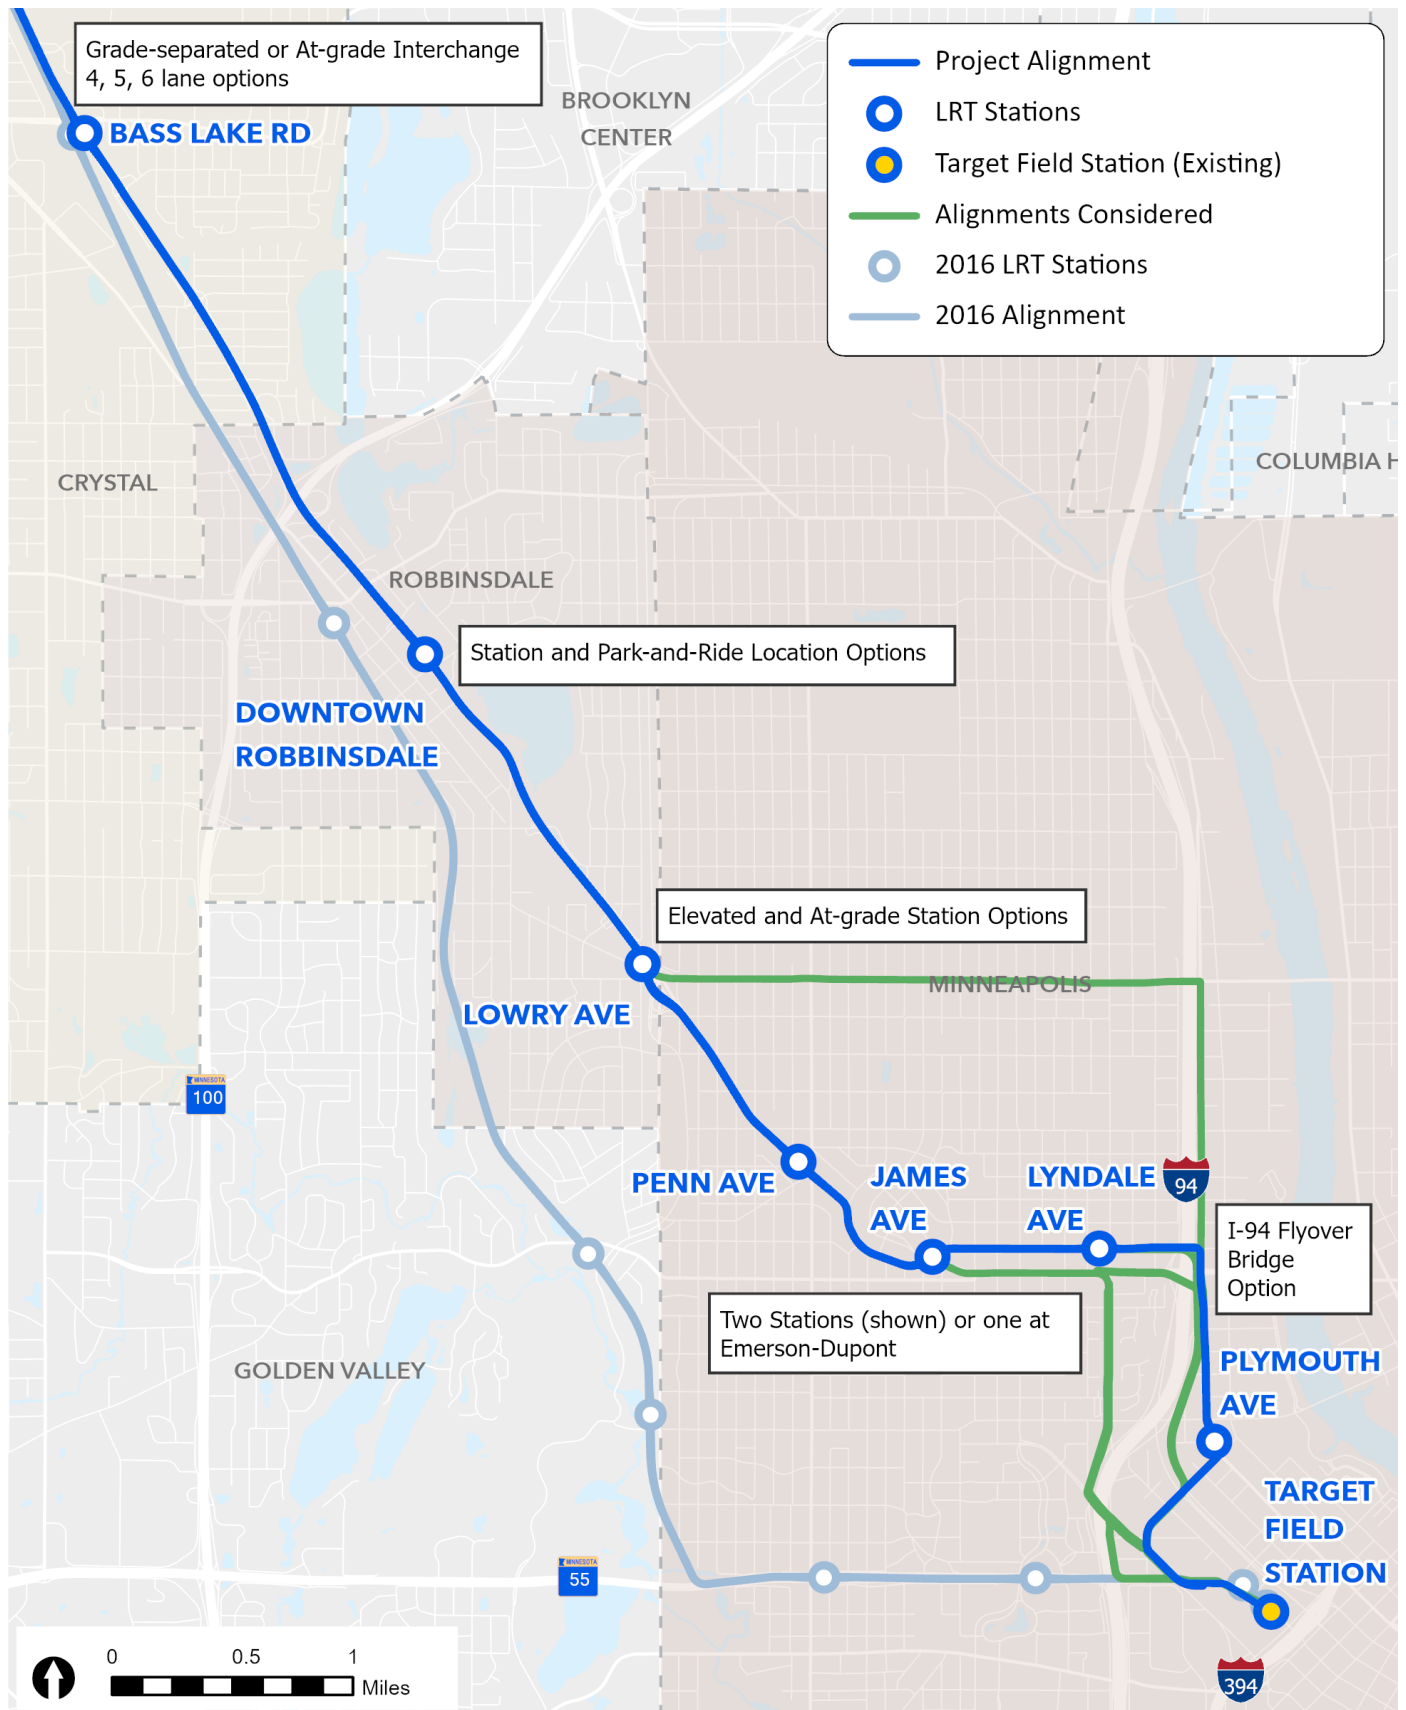 Grade-separated or At-grade Interchange
4, 5, 6 lane options
BROOKLYN
CENTER
Project Alignment
LRT Stations
Target Field Station (Existing)
Alignments Considered
2016 LRT Stations
2016 Alignment
BASS LAKE RD
CRYSTAL
COLUMBIA H
ROBBINSDALE
Station and Park-and-Ride Location Options
DOWNTOWN
ROBBINSDALE
Elevated and At-grade Station Options
MINNEAPOLIS
LOWRY AVE
MINNESOTA
100
PENN AVE
JAMES
AVE
LYNDALE
AVE
94
I-94 Flyover
Bridge
Option
Two Stations (shown) or one at
Emerson-Dupont
GOLDEN VALLEY
PLYMOUTH
AVE
TARGET
FIELD
STATION
MINNESOTA
55
0 0.5 1
Miles
394